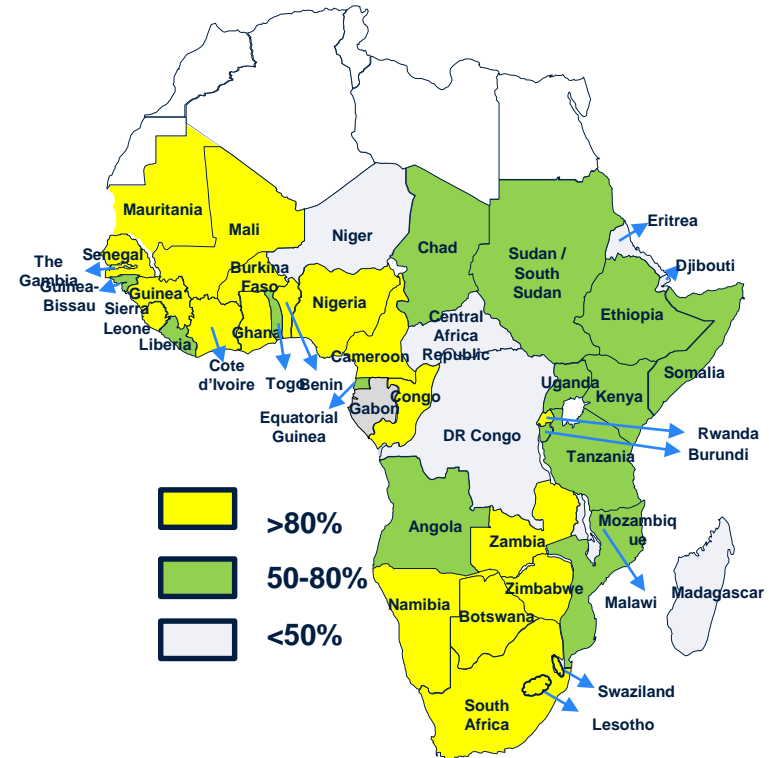 Mauritania
Mali
Niger
Chad
Sudan /
South
Sudan
Eritrea
Djibouti
Senegal
The
Gambia
Guinea-
Bissau
Guinea
Sierra
Leone
Liberia
Burkina
Faso
Ghana
Nigeria
Cote
d’Ivoire
Togo
Benin
Cameroon
Central
Africa
Republic
Ethiopia
Somalia
Uganda
Kenya
Equatorial
Guinea
Gabon
Congo
DR Congo
Rwanda
Burundi
Tanzania
Angola
Zambia
Mozambiq
ue
Malawi
Madagascar
Namibia
Zimbabwe
Botswana
South
Africa
Swaziland
Lesotho
>80%
50-80%
<50%